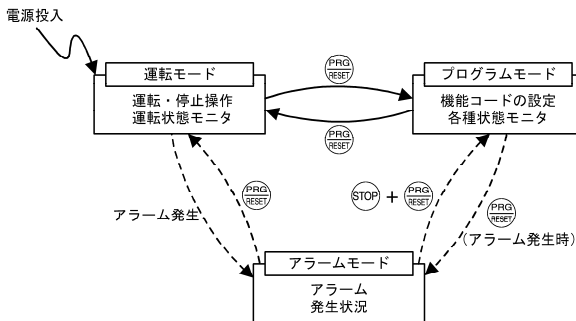 電源投入
運転モード
運転・停止操作
運転状態モニタ
PRG
RESET
プログラムモード
機能コードの設定
各種状態モニタ
PRG
RESET
アラーム発生
PRG
RESET
STOP + PRG
RESET
PRG
RESET
(アラーム発生時)
アラームモード
アラーム
発生状況